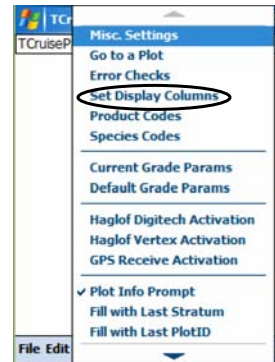 TCr
TCruiseP
Misc. Settings
Go to a Plot
Error Checks
Set Display Columns
Product Codes
Species Codes
Current Grade Params
Default Grade Params
Haglof Digitech Activation
Haglof Vertex Activation
GPS Receive Activation
✓ Plot Info Prompt
Fill with Last Stratum
Fill with Last PlotID
File Edit